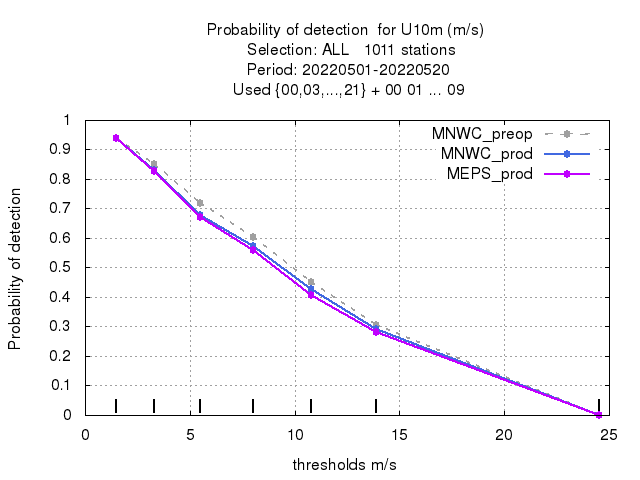 Probability of detection  for U10m (m/s)
Selection: ALL   1011 stations
Period: 20220501-20220520
Used {00,03,...,21} + 00 01 ... 09
MNWC_preop
MNWC_prod
MEPS_prod
Probability of detection
1
0.9
0.8
0.7
0.6
0.5
0.4
0.3
0.2
0.1
0
0 5 10 15 20 25
thresholds m/s